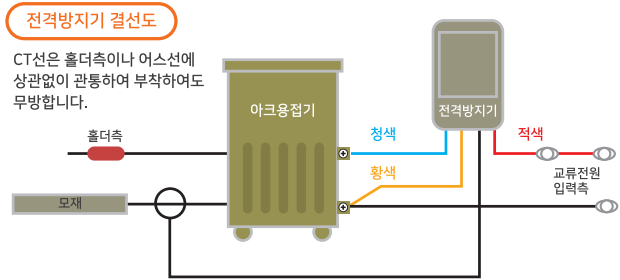 전격방지기 결선도
CT선은 홀더측이나 어스선에
상관없이 관통하여 부착하여도
무방합니다.
아크용접기
전격방지기
청색
적색
홀더측
황색
교류전원
입력측
모재